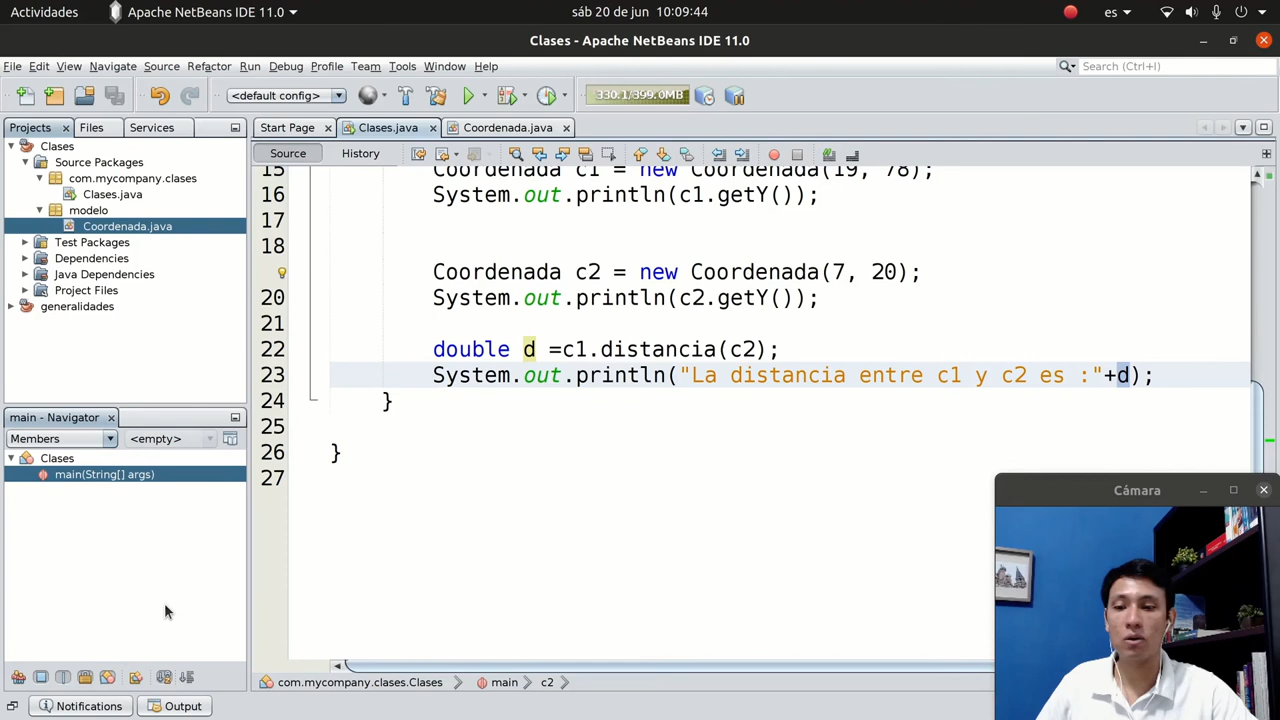 Actividades Apache NetBeans IDE 11.0 sáb 20 de jun 10:09:44 es
Clases - Apache NetBeans IDE 11.0
File Edit View Navigate Source Refactor Run Debug Profile Team Tools Window Help Search (Ctrl+I)
<default config> 330.1/399.0MB
Projects Files Services Start Page Clases.java Coordenada.java
Clases
Source Packages
com.mycompany.clases
Clases.java
modelo
Coordenada.java
Test Packages
Dependencies
Java Dependencies
Project Files
generalidades
Source History
15 Coordenada c1 = new Coordenada(19, 78);
16 System.out.println(c1.getY());
17
18
Coordenada c2 = new Coordenada(7, 20);
20 System.out.println(c2.getY());
21
22 double d =c1.distancia(c2);
23 System.out.println("La distancia entre c1 y c2 es :"+d);
24 }
25
26 }
27
main - Navigator
Members <empty>
Clases
main(String[] args)
Cámara
com.mycompany.clases.Clases main c2
Notifications Output